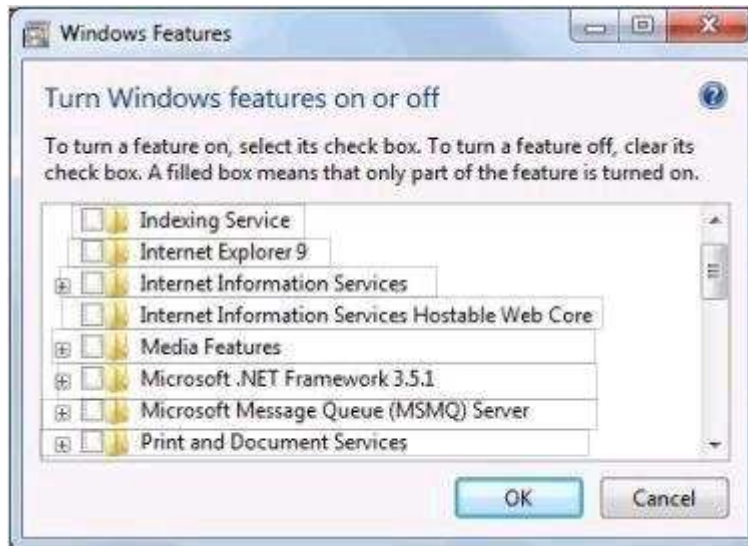 Windows Features
Turn Windows features on or off
To turn a feature on, select its check box. To turn a feature off, clear its
check box. A filled box means that only part of the feature is turned on.
Indexing Service
Internet Explorer 9
Internet Information Services
Internet Information Services Hostable Web Core
Media Features
Microsoft .NET Framework 3.5.1
Microsoft Message Queue (MSMQ) Server
Print and Document Services
OK Cancel